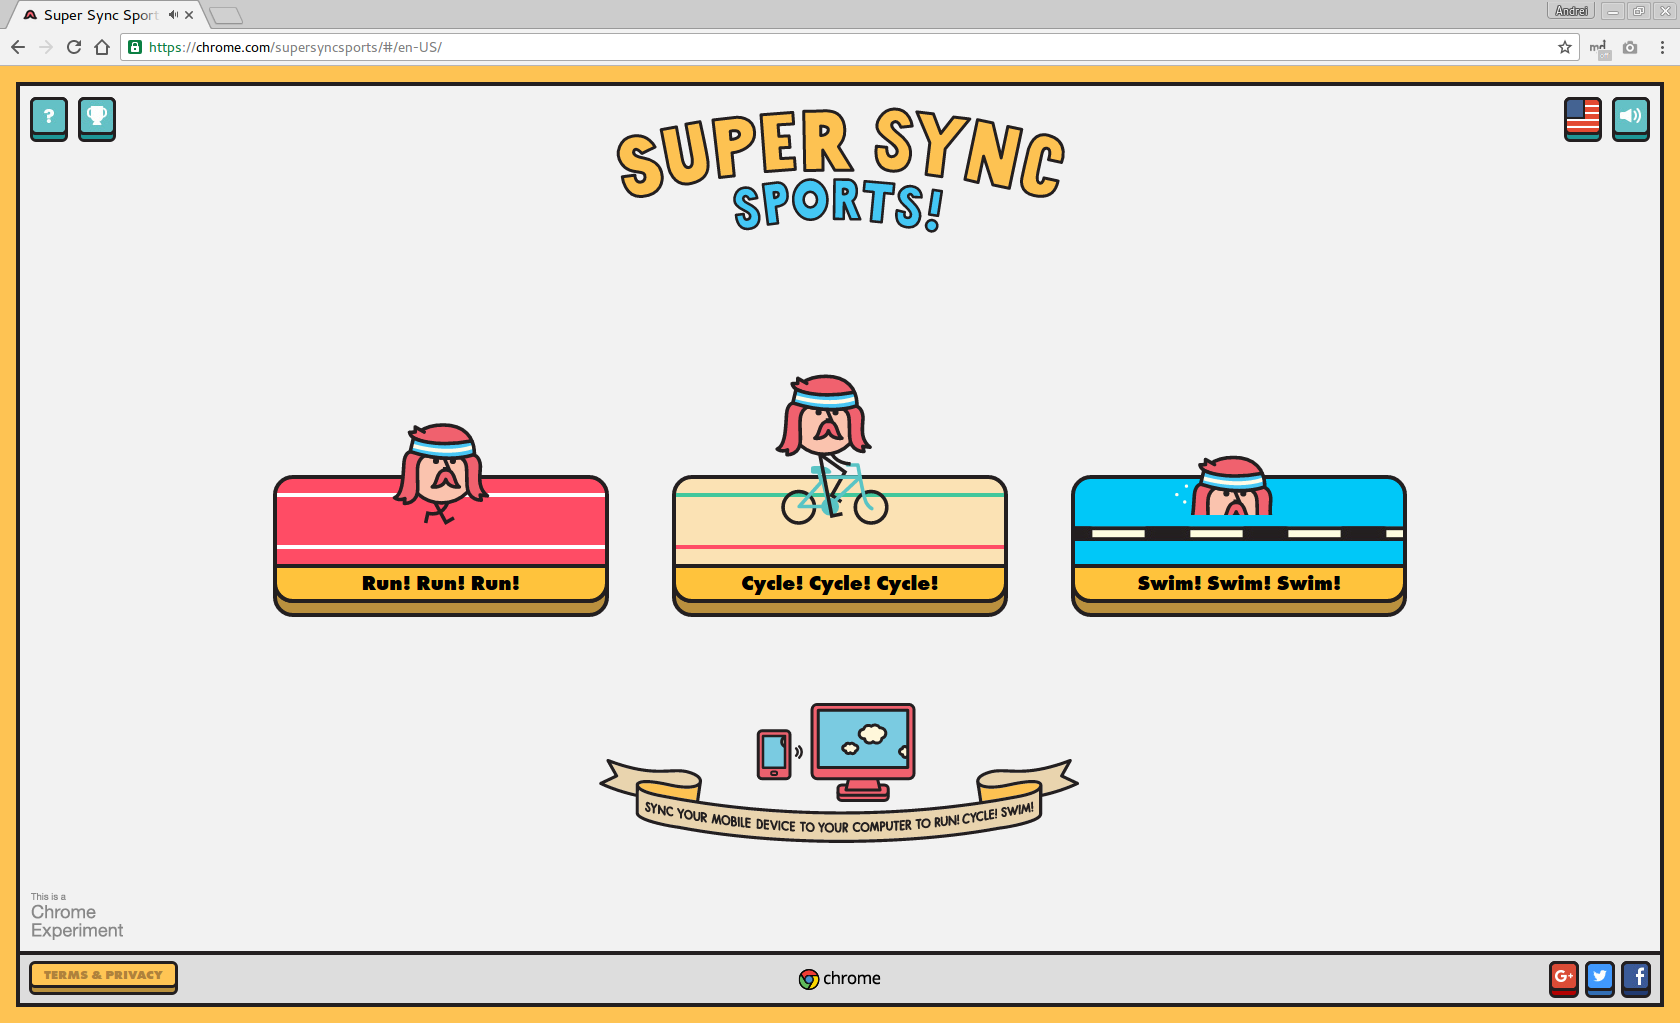 Super Sync Sport
Andrei
https://chrome.com/supersyncsports/#/en-US/
?
SUPER SYNC
SPORTS!
Run! Run! Run!
Cycle! Cycle! Cycle!
Swim! Swim! Swim!
SYNC YOUR MOBILE DEVICE TO YOUR COMPUTER TO RUN! CYCLE! SWIM!
This is a
Chrome
Experiment
TERMS & PRIVACY
chrome
G+
f